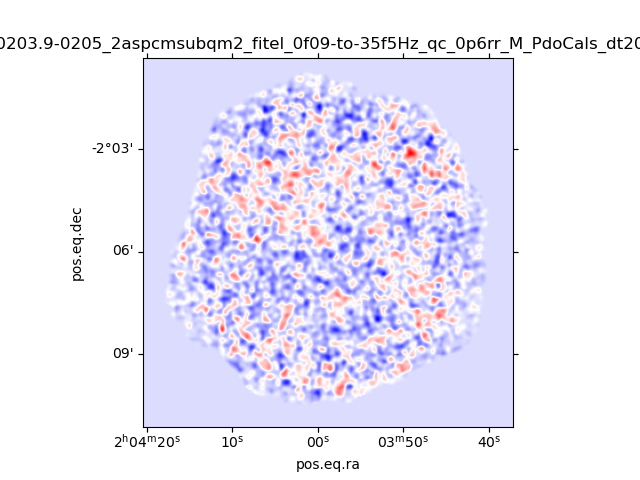 0203.9-0205_2aspcmsubqm2_fitel_0f09-to-35f5Hz_qc_0p6rr_M_PdoCals_dt20
-2°03'
06'
09'
2h04m20s 10s 00s 03m50s 40s
pos.eq.ra
pos.eq.dec